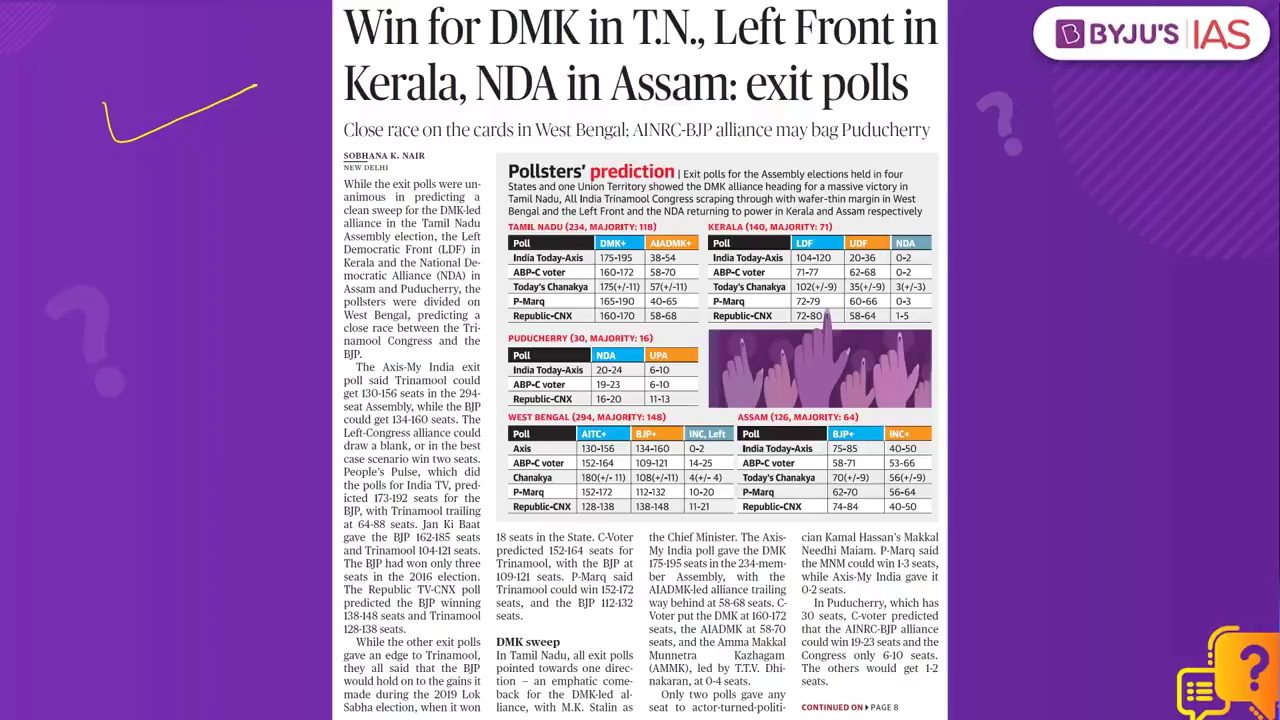 Win for DMK in T.N., Left Front in
Kerala, NDA in Assam: exit polls
BYJU'S IAS
Close race on the cards in West Bengal; AINRC-BJP alliance may bag Puducherry
SOBHANA K. NAIR
NEW DELHI
While the exit polls were un-
animous in predicting a
clean sweep for the DMK-led
alliance in the Tamil Nadu
Assembly election, the Left
Democratic Front (LDF) in
Kerala and the National De-
mocratic Alliance (NDA) in
Assam and Puducherry, the
pollsters were divided on
West Bengal, predicting a
close race between the Tri-
namool Congress and the
BJP.
The Axis-My India exit
poll said Trinamool could
get 130-156 seats in the 294-
seat Assembly, while the BJP
could get 134-160 seats. The
Left-Congress alliance could
draw a blank, or in the best
case scenario win two seats.
People's Pulse, which did
the polls for India TV, pred-
icted 173-192 seats for the
BJP, with Trinamool trailing
at 64-88 seats. Jan Ki Baat
gave the BJP 162-185 seats
and Trinamool 104-121 seats.
The BJP had won only three
seats in the 2016 election.
The Republic TV-CNX poll
predicted the BJP winning
138-148 seats and Trinamool
128-138 seats.
While the other exit polls
gave an edge to Trinamool,
they all said that the BJP
would hold on to the gains it
made during the 2019 Lok
Sabha election, when it won
Pollsters' prediction | Exit polls for the Assembly elections held in four
States and one Union Territory showed the DMK alliance heading for a massive victory in
Tamil Nadu, All India Trinamool Congress scraping through with wafer-thin margin in West
Bengal and the Left Front and the NDA returning to power in Kerala and Assam respectively
TAMIL NADU (234, MAJORITY: 118)
Poll DMK+ AIADMK+
India Today-Axis 175-195 38-54
ABP-C voter 160-172 58-70
Today's Chanakya 175(+/-11) 57(+/-11)
P-Marq 165-190 40-65
Republic-CNX 160-170 58-68
KERALA (140, MAJORITY: 71)
Poll LDF UDF NDA
India Today-Axis 104-120 20-36 0-2
ABP-C voter 71-77 62-68 0-2
Today's Chanakya 102(+/-9) 35(+/-9) 3(+/-3)
P-Marq 72-79 60-66 0-3
Republic-CNX 72-80 58-64 1-5
PUDUCHERRY (30, MAJORITY: 16)
Poll NDA UPA
India Today-Axis 20-24 6-10
ABP-C voter 19-23 6-10
Republic-CNX 16-20 11-13
WEST BENGAL (294, MAJORITY: 148)
Poll AITC+ BJP+ INC, Left
Axis 130-156 134-160 0-2
ABP-C voter 152-164 109-121 14-25
Chanakya 180(+/- 11) 108(+/-11) 4(+/- 4)
P-Marq 152-172 112-132 10-20
Republic-CNX 128-138 138-148 11-21
ASSAM (126, MAJORITY: 64)
Poll BJP+ INC+
India Today-Axis 75-85 40-50
ABP-C voter 58-71 53-66
Today's Chanakya 70(+/-9) 56(+/-9)
P-Marq 62-70 56-64
Republic-CNX 74-84 40-50
18 seats in the State. C-Voter
predicted 152-164 seats for
Trinamool, with the BJP at
109-121 seats. P-Marq said
Trinamool could win 152-172
seats, and the BJP 112-132
seats.
DMK sweep
In Tamil Nadu, all exit polls
pointed towards one direc-
tion – an emphatic come-
back for the DMK-led al-
liance, with M.K. Stalin as
the Chief Minister. The Axis-
My India poll gave the DMK
175-195 seats in the 234-mem-
ber Assembly, with the
AIADMK-led alliance trailing
way behind at 58-68 seats. C-
Voter put the DMK at 160-172
seats, the AIADMK at 58-70
seats, and the Amma Makkal
Munnetra Kazhagam
(AMMK), led by T.T.V. Dhi-
nakaran, at 0-4 seats.
Only two polls gave any
seat to actor-turned-politi-
cian Kamal Hassan's Makkal
Needhi Maiam. P-Marq said
the MNM could win 1-3 seats,
while Axis-My India gave it
0-2 seats.
In Puducherry, which has
30 seats, C-voter predicted
that the AINRC-BJP alliance
could win 19-23 seats and the
Congress only 6-10 seats.
The others would get 1-2
seats.
CONTINUED ON PAGE 8